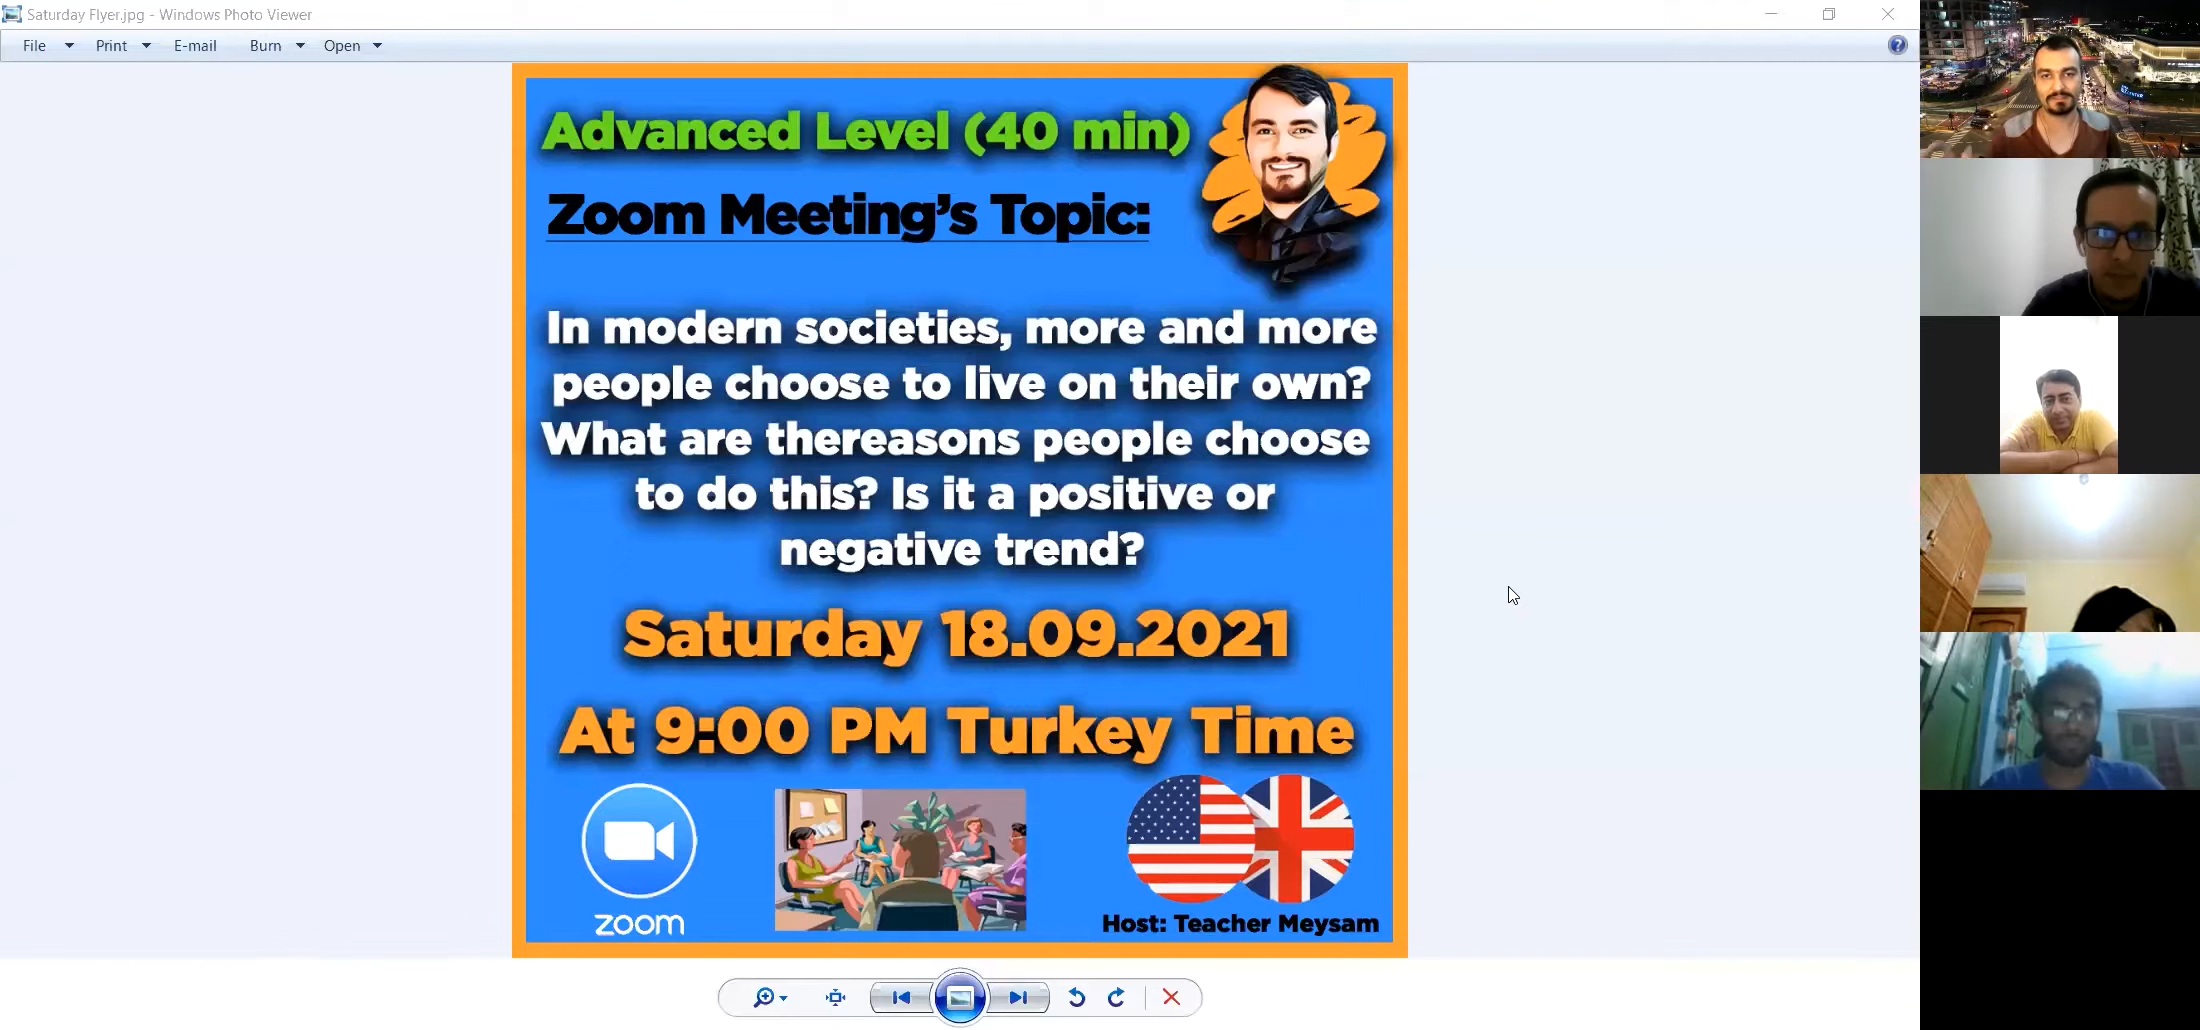 Saturday Flyer.jpg - Windows Photo Viewer
File Print E-mail Burn Open
Advanced Level (40 min)
Zoom Meeting's Topic:
In modern societies, more and more
people choose to live on their own?
What are thereasons people choose
to do this? Is it a positive or
negative trend?
Saturday 18.09.2021
At 9:00 PM Turkey Time
zoom
Host: Teacher Meysam